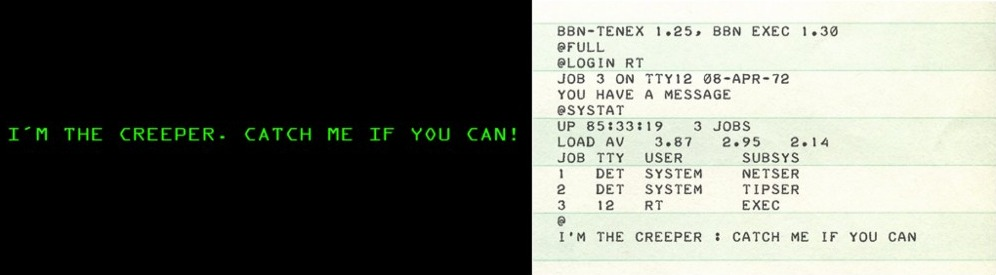 I´M THE CREEPER. CATCH ME IF YOU CAN!
BBN-TENEX 1.25, BBN EXEC 1.30
@FULL
@LOGIN RT
JOB 3 ON TTY12 08-APR-72
YOU HAVE A MESSAGE
@SYSTAT
UP 85:33:19   3 JOBS
LOAD AV   3.87   2.95   2.14
JOB TTY  USER      SUBSYS
1   DET  SYSTEM    NETSER
2   DET  SYSTEM    TIPSER
3   12   RT        EXEC
@
I'M THE CREEPER : CATCH ME IF YOU CAN